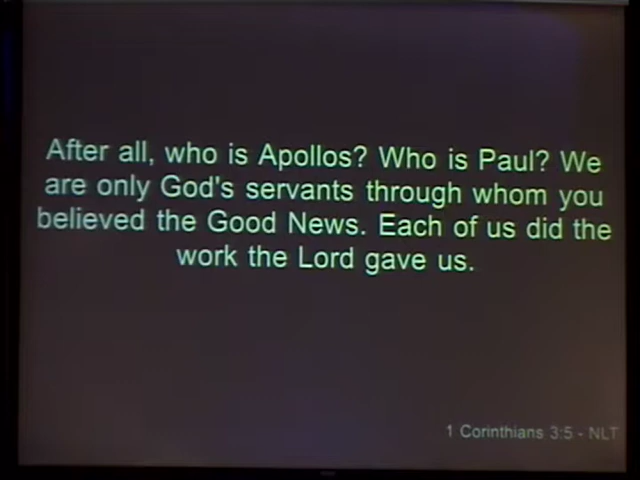 After all, who is Apollos? Who is Paul? We
are only God's servants through whom you
believed the Good News. Each of us did the
work the Lord gave us.
1 Corinthians 3:5 - NLT